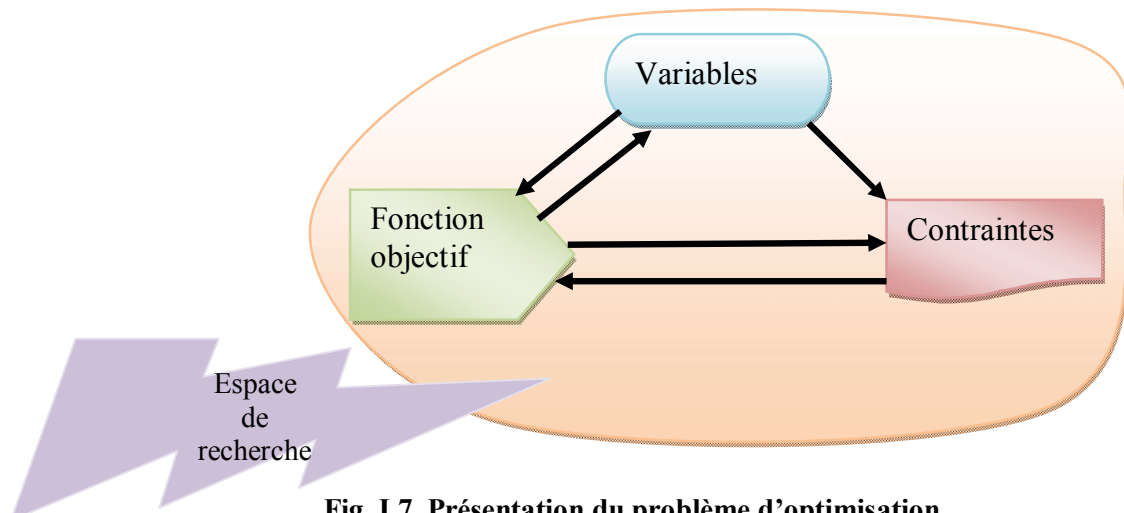 Variables
Fonction
objectif
Contraintes
Espace
de
recherche
Fig. I.7. Présentation du problème d'optimisation